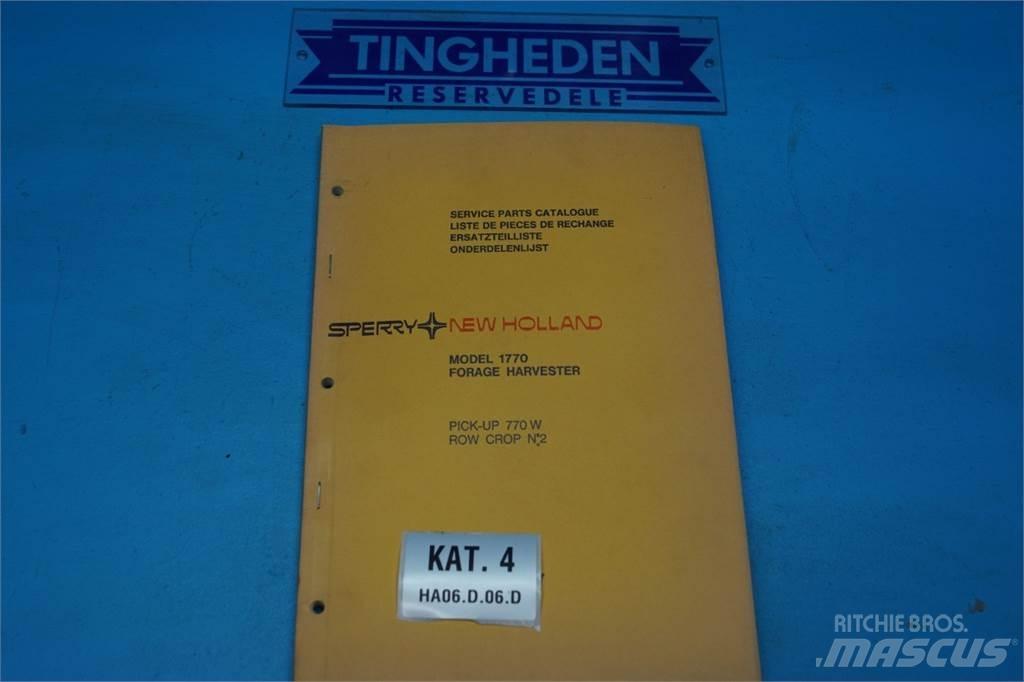 TINGHEDEN
RESERVEDELE
SERVICE PARTS CATALOGUE
LISTE DE PIECES DE RECHANGE
ERSATZTEILLISTE
ONDERDELENLIJST
SPERRY NEW HOLLAND
MODEL 1770
FORAGE HARVESTER
PICK-UP 770 W
ROW CROP N°2
KAT. 4
HA06.D.06.D
RITCHIE BROS.
MASCUS